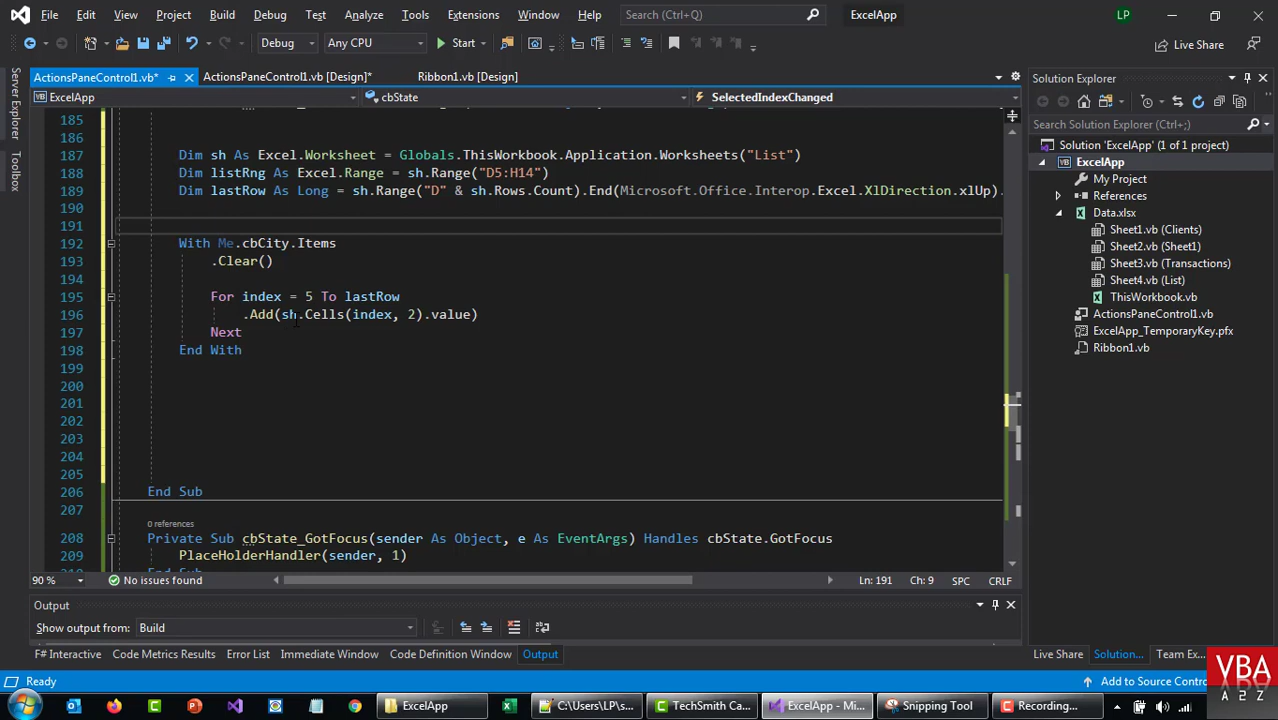 File Edit View Project Build Debug Test Analyze Tools Extensions Window Help Search (Ctrl+Q) ExcelApp LP
Debug Any CPU Start Live Share
ActionsPaneControl1.vb* ActionsPaneControl1.vb [Design]* Ribbon1.vb [Design]
ExcelApp cbState SelectedIndexChanged
Server Explorer
Toolbox
185
186
187 Dim sh As Excel.Worksheet = Globals.ThisWorkbook.Application.Worksheets("List")
188 Dim listRng As Excel.Range = sh.Range("D5:H14")
189 Dim lastRow As Long = sh.Range("D" & sh.Rows.Count).End(Microsoft.Office.Interop.Excel.XlDirection.xlUp).
190
191
192 With Me.cbCity.Items
193 .Clear()
194
195 For index = 5 To lastRow
196 .Add(sh.Cells(index, 2).value)
197 Next
198 End With
199
200
201
202
203
204
205
206 End Sub
207
0 references
208 Private Sub cbState_GotFocus(sender As Object, e As EventArgs) Handles cbState.GotFocus
209 PlaceHolderHandler(sender, 1)
90 % No issues found Ln: 191 Ch: 9 SPC CRLF
Output
Show output from: Build
F# Interactive Code Metrics Results Error List Immediate Window Call Definition Window Output
Solution Explorer
Search Solution Explorer (Ctrl+;)
Solution 'ExcelApp' (1 of 1 project)
ExcelApp
My Project
References
Data.xlsx
Sheet1.vb (Clients)
Sheet2.vb (Sheet1)
Sheet3.vb (Transactions)
Sheet4.vb (List)
ThisWorkbook.vb
ActionsPaneControl1.vb
ExcelApp_TemporaryKey.pfx
Ribbon1.vb
Live Share Solution... Team Ex...
Ready Add to Source Contro
VBA
A 2 Z
ExcelApp C:\Users\LP\s... TechSmith Ca... ExcelApp - Mi... Snipping Tool Recording...